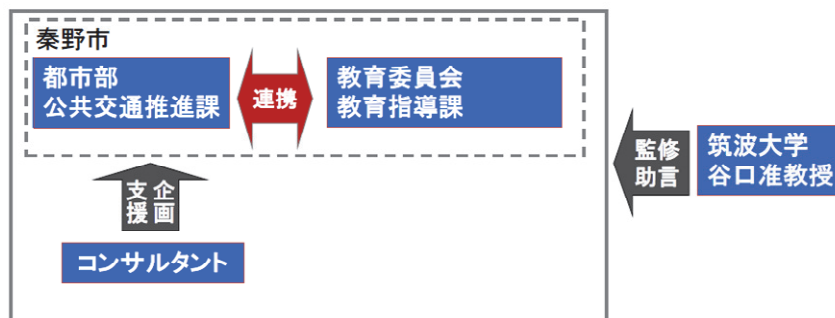 秦野市
都市部
公共交通推進課
連携
教育委員会
教育指導課
企画
支援
コンサルタント
監修
助言
筑波大学
谷口准教授